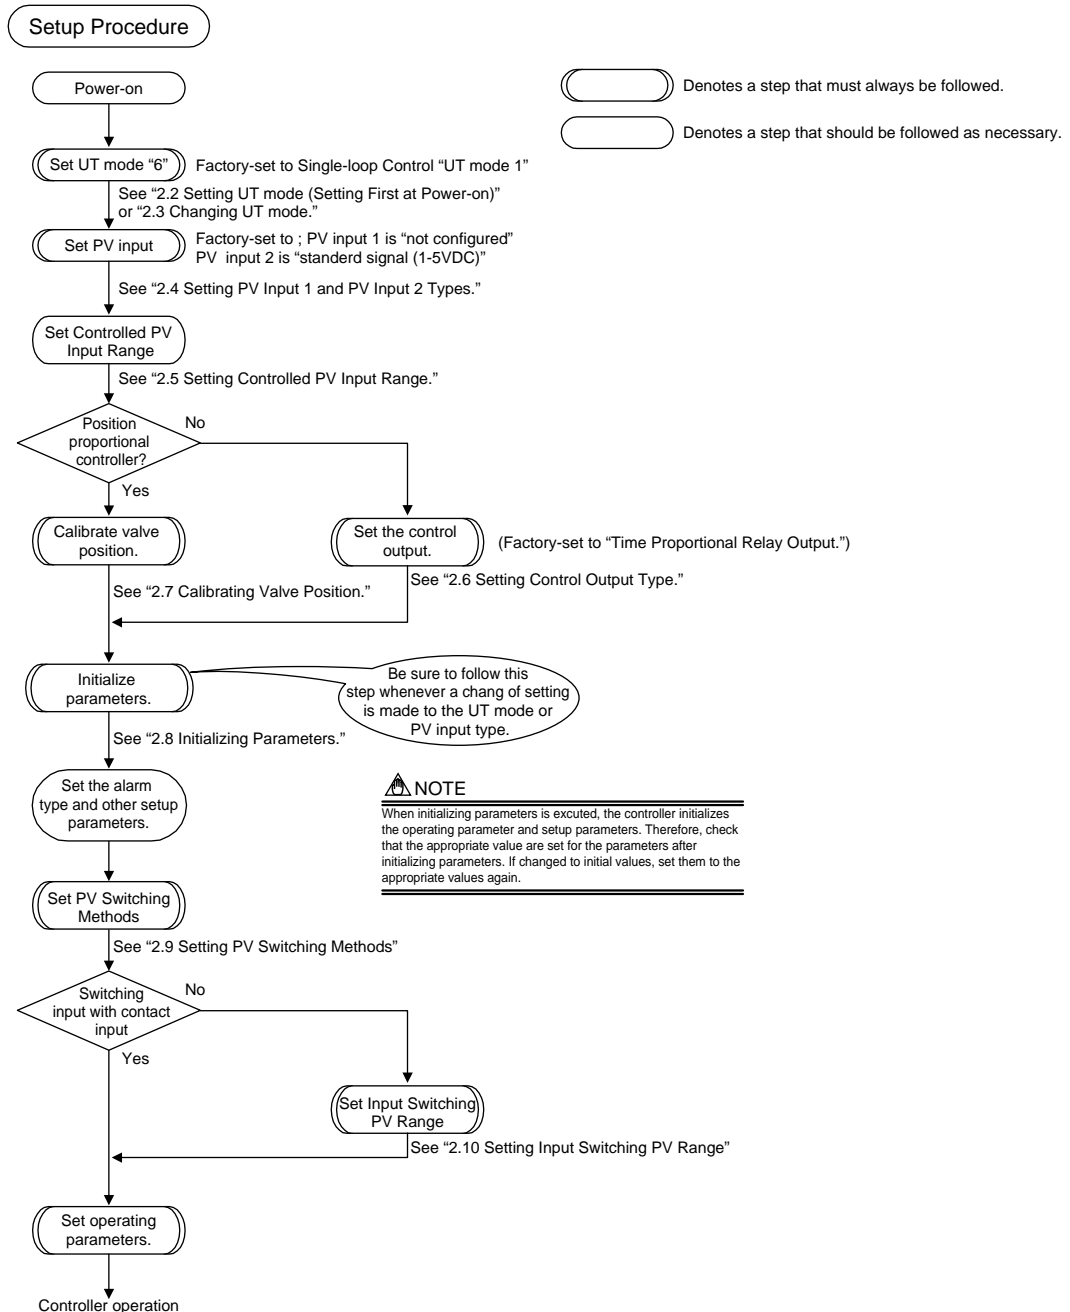 Setup Procedure
Power-on
Denotes a step that must always be followed.
Denotes a step that should be followed as necessary.
Set UT mode “6”
Factory-set to Single-loop Control “UT mode 1”
See “2.2 Setting UT mode (Setting First at Power-on)”
or “2.3 Changing UT mode.”
Set PV input
Factory-set to ; PV input 1 is “not configured”
PV input 2 is “standerd signal (1-5VDC)”
See “2.4 Setting PV Input 1 and PV Input 2 Types.”
Set Controlled PV
Input Range
See “2.5 Setting Controlled PV Input Range.”
Position
proportional
controller?
No
Yes
Calibrate valve
position.
Set the control
output.
(Factory-set to “Time Proportional Relay Output.”)
See “2.7 Calibrating Valve Position.”
See “2.6 Setting Control Output Type.”
Initialize
parameters.
Be sure to follow this
step whenever a chang of setting
is made to the UT mode or
PV input type.
See “2.8 Initializing Parameters.”
Set the alarm
type and other setup
parameters.
NOTE
When initializing parameters is excuted, the controller initializes
the operating parameter and setup parameters. Therefore, check
that the appropriate value are set for the parameters after
initializing parameters. If changed to initial values, set them to the
appropriate values again.
Set PV Switching
Methods
See “2.9 Setting PV Switching Methods”
Switching
input with contact
input
No
Yes
Set Input Switching
PV Range
See “2.10 Setting Input Switching PV Range”
Set operating
parameters.
Controller operation